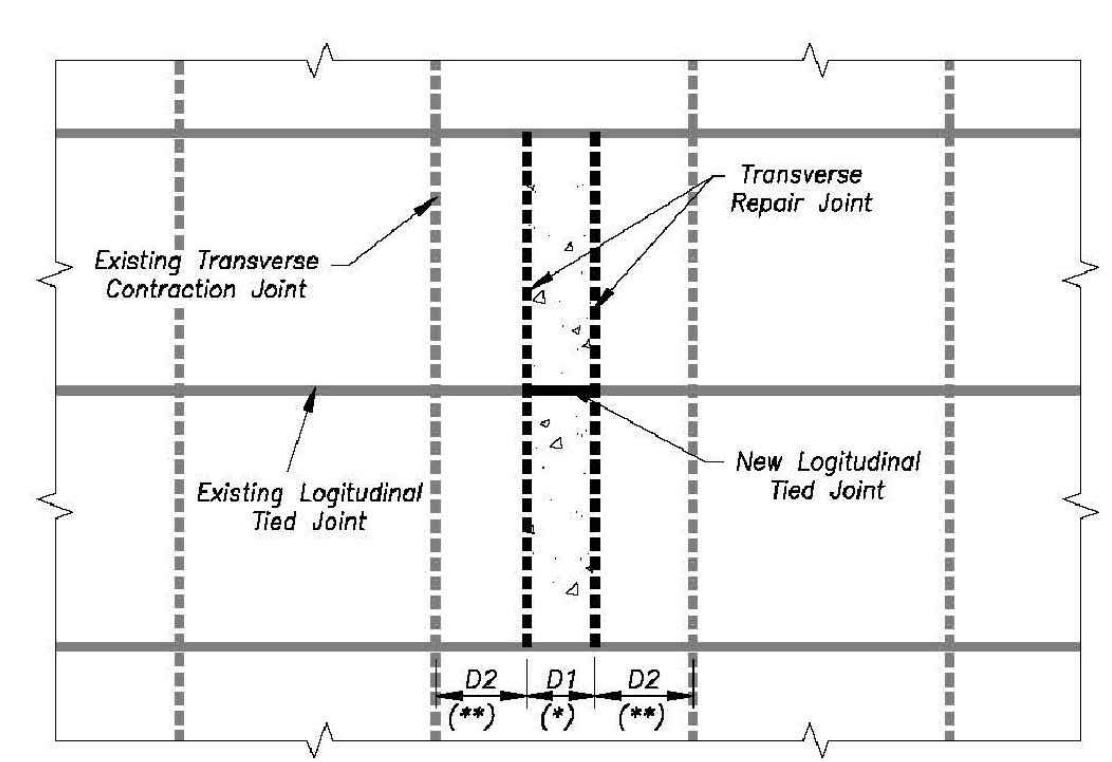 Transverse
Repair Joint
Existing Transverse
Contraction Joint
New Logitudinal
Tied Joint
Existing Logitudinal
Tied Joint
D2 D1 D2
(**) (*) (**)